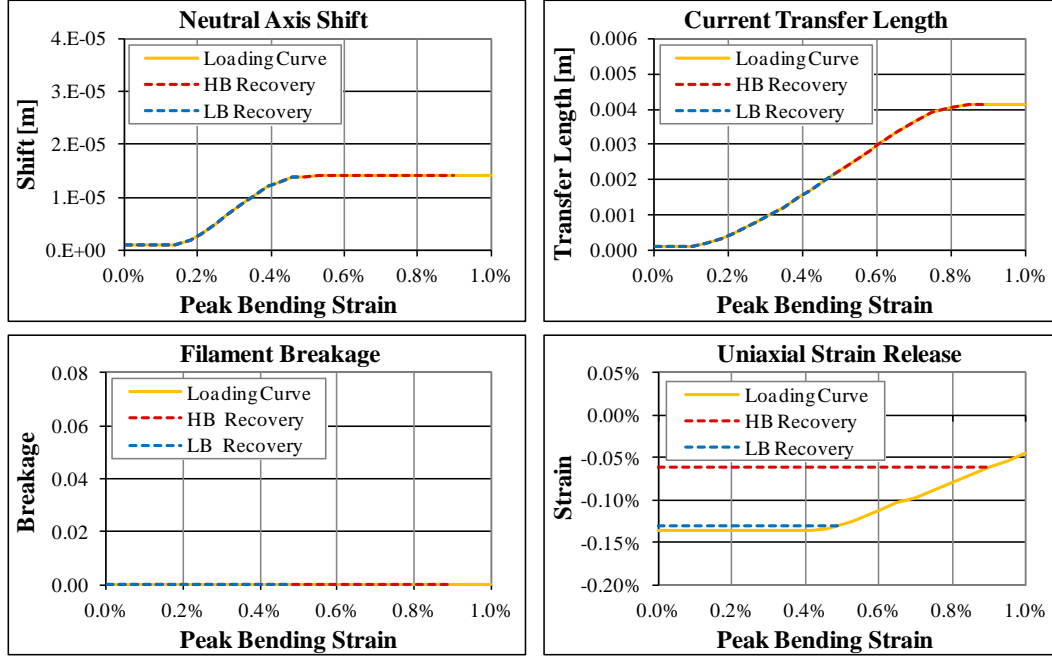 Neutral Axis Shift
4.E-05
3.E-05
2.E-05
1.E-05
0.E+00
Shift [m]
Loading Curve
HB Recovery
LB Recovery
0.0% 0.2% 0.4% 0.6% 0.8% 1.0%
Peak Bending Strain
Current Transfer Length
0.006
0.005
0.004
0.003
0.002
0.001
0.000
Transfer Length [m]
Loading Curve
HB Recovery
LB Recovery
0.0% 0.2% 0.4% 0.6% 0.8% 1.0%
Peak Bending Strain
Filament Breakage
0.08
0.06
0.04
0.02
0.00
Breakage
Loading Curve
HB Recovery
LB Recovery
0.0% 0.2% 0.4% 0.6% 0.8% 1.0%
Peak Bending Strain
Uniaxial Strain Release
0.05%
0.00%
-0.05%
-0.10%
-0.15%
-0.20%
Strain
Loading Curve
HB Recovery
LB Recovery
0.0% 0.2% 0.4% 0.6% 0.8% 1.0%
Peak Bending Strain